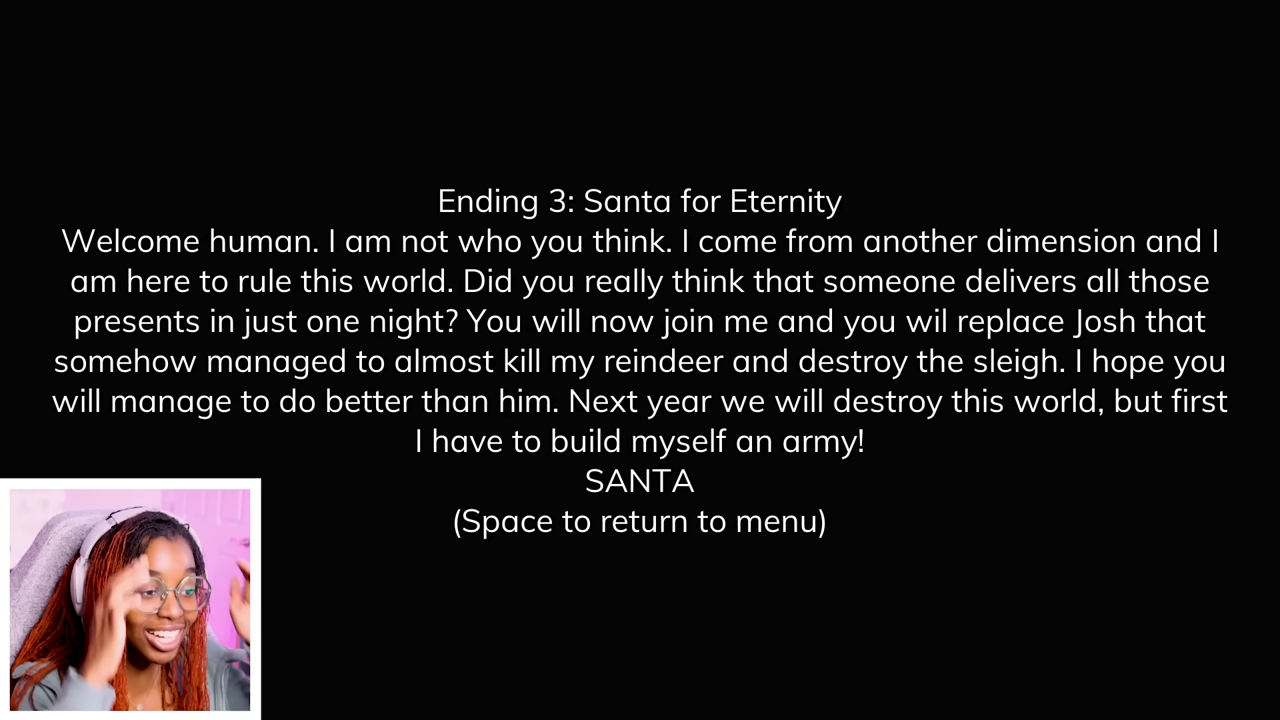 Ending 3: Santa for Eternity
Welcome human. I am not who you think. I come from another dimension and I
am here to rule this world. Did you really think that someone delivers all those
presents in just one night? You will now join me and you wil replace Josh that
somehow managed to almost kill my reindeer and destroy the sleigh. I hope you
will manage to do better than him. Next year we will destroy this world, but first
I have to build myself an army!
SANTA
(Space to return to menu)